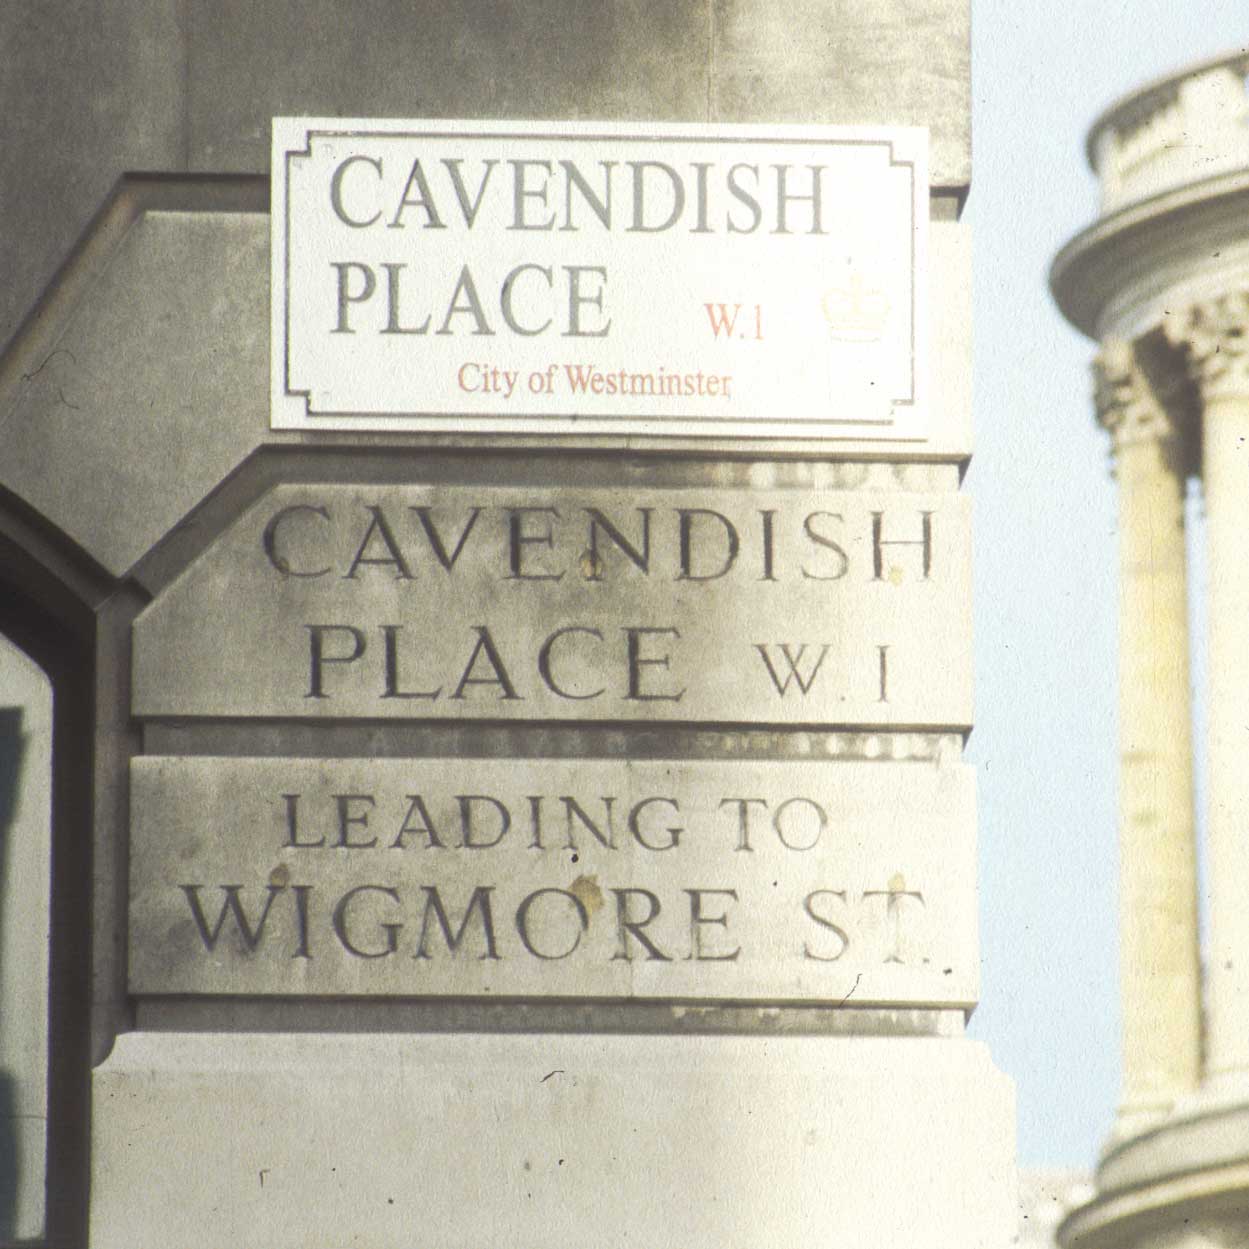 CAVENDISH
PLACE W.1
City of Westminster
CAVENDISH
PLACE W.1
LEADING TO
WIGMORE ST.